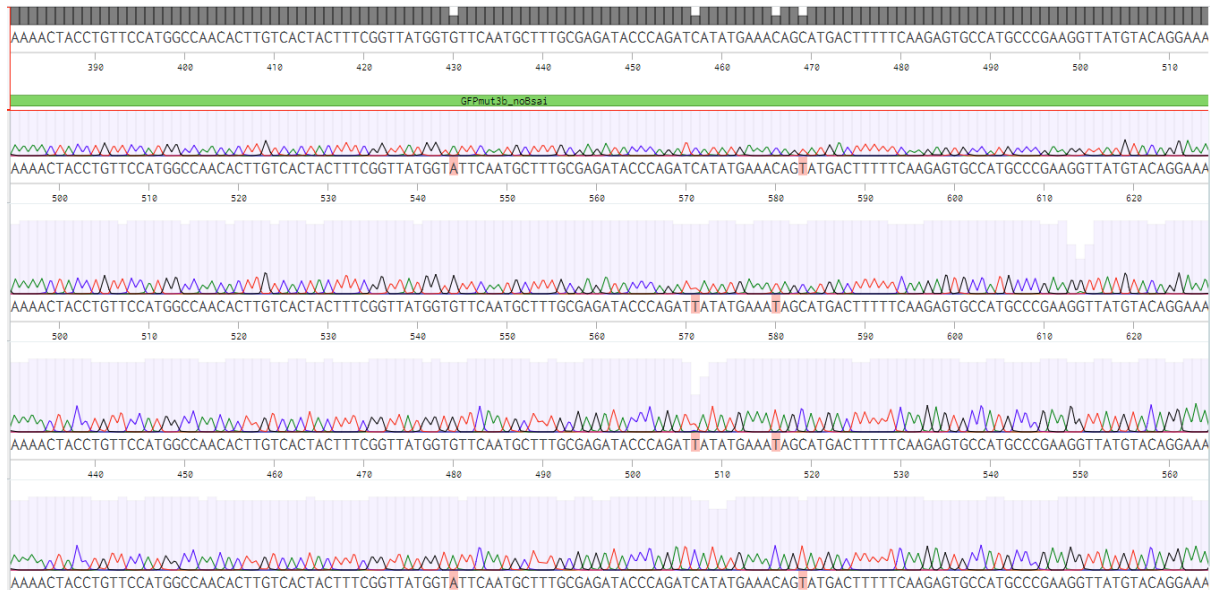 AAAACTACCTGTTCCATGGCCAACACTTGTCACTACTTTCGGTTATGGTGTTCAATGCTTTGCGAGATACCCAGATCATATGAAACAGCATGACTTTTTCAAGAGTGCCATGCCCGAAGGTTATGTACAGGAAA
390 400 410 420 430 440 450 460 470 480 490 500 510
GFPmut3b_noBsai
AAAACTACCTGTTCCATGGCCAACACTTGTCACTACTTTCGGTTATGGTATTCAATGCTTTGCGAGATACCCAGATCATATGAAACAGTATGACTTTTTCAAGAGTGCCATGCCCGAAGGTTATGTACAGGAAA
500 510 520 530 540 550 560 570 580 590 600 610 620
AAAACTACCTGTTCCATGGCCAACACTTGTCACTACTTTCGGTTATGGTGTTCAATGCTTTGCGAGATACCCAGATTATATGAAATAGCATGACTTTTTCAAGAGTGCCATGCCCGAAGGTTATGTACAGGAAA
500 510 520 530 540 550 560 570 580 590 600 610 620
AAAACTACCTGTTCCATGGCCAACACTTGTCACTACTTTCGGTTATGGTGTTCAATGCTTTGCGAGATACCCAGATTATATGAAATAGCATGACTTTTTCAAGAGTGCCATGCCCGAAGGTTATGTACAGGAAA
440 450 460 470 480 490 500 510 520 530 540 550 560
AAAACTACCTGTTCCATGGCCAACACTTGTCACTACTTTCGGTTATGGTATTCAATGCTTTGCGAGATACCCAGATCATATGAAACAGTATGACTTTTTCAAGAGTGCCATGCCCGAAGGTTATGTACAGGAAA